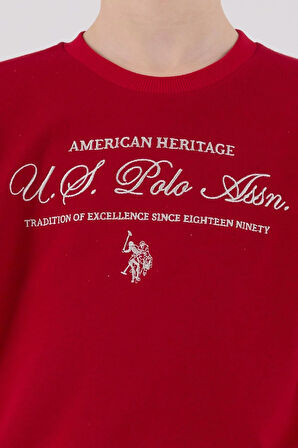 AMERICAN HERITAGE
U.S. Polo Assn.
TRADITION OF EXCELLENCE SINCE EIGHTEEN NINETY